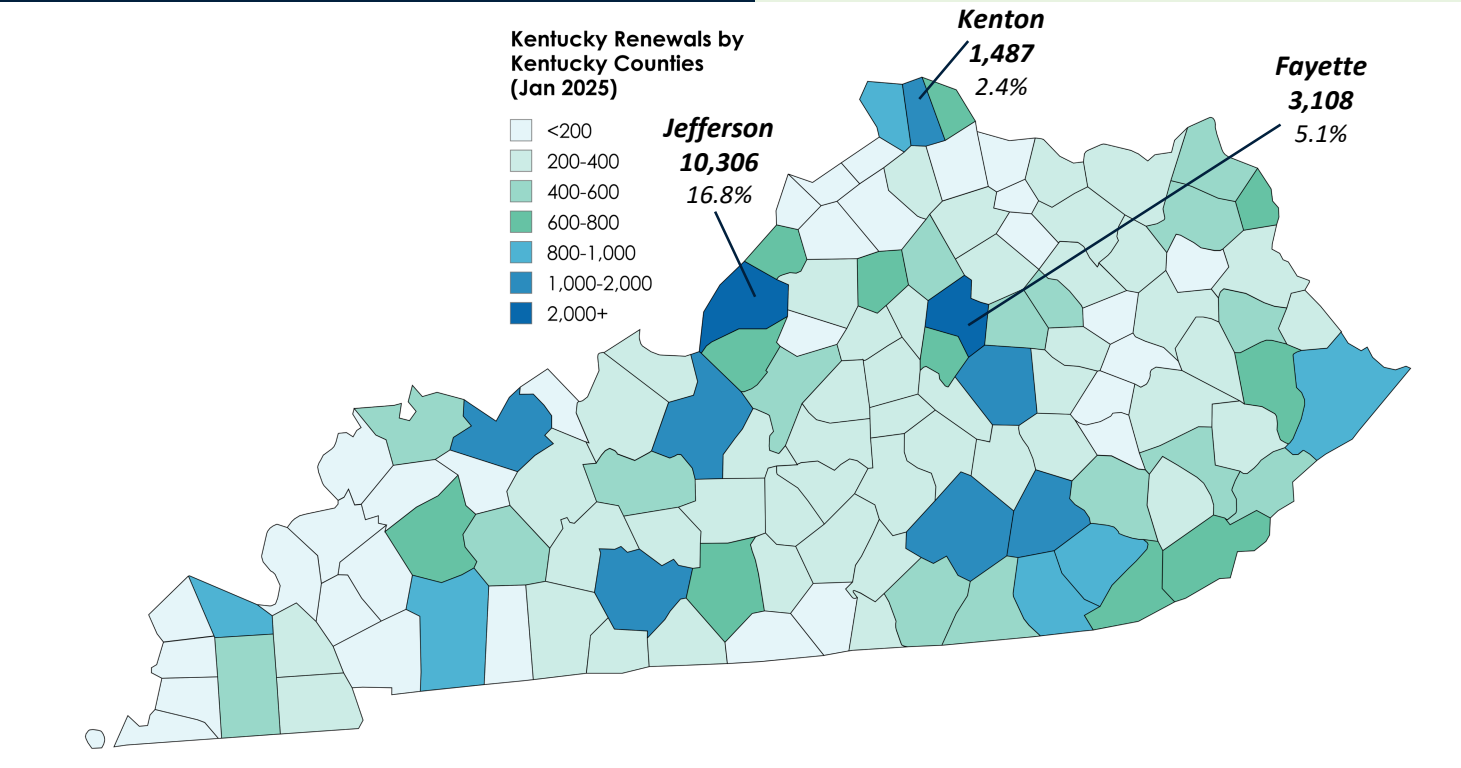 Kentucky Renewals by
Kentucky Counties
(Jan 2025)
<200
200-400
400-600
600-800
800-1,000
1,000-2,000
2,000+
Jefferson
10,306
16.8%
Kenton
1,487
2.4%
Fayette
3,108
5.1%